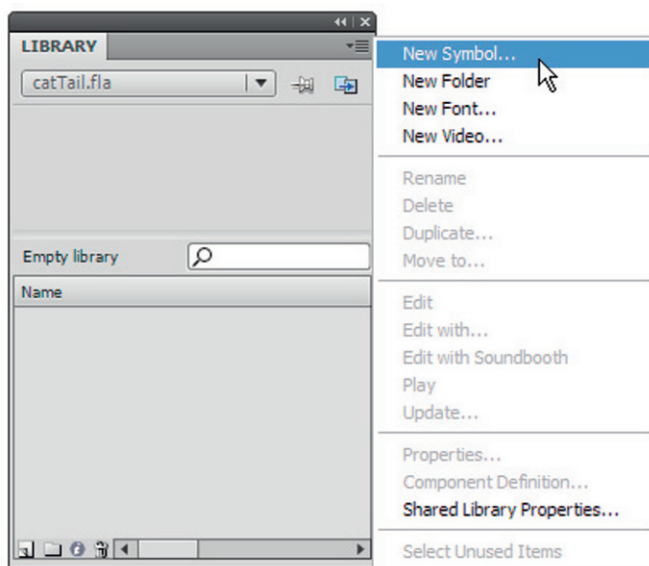 LIBRARY
catTail.fla
Empty library
Name
New Symbol...
New Folder
New Font...
New Video...
Rename
Delete
Duplicate...
Move to...
Edit
Edit with...
Edit with Soundbooth
Play
Update...
Properties...
Component Definition...
Shared Library Properties...
Select Unused Items